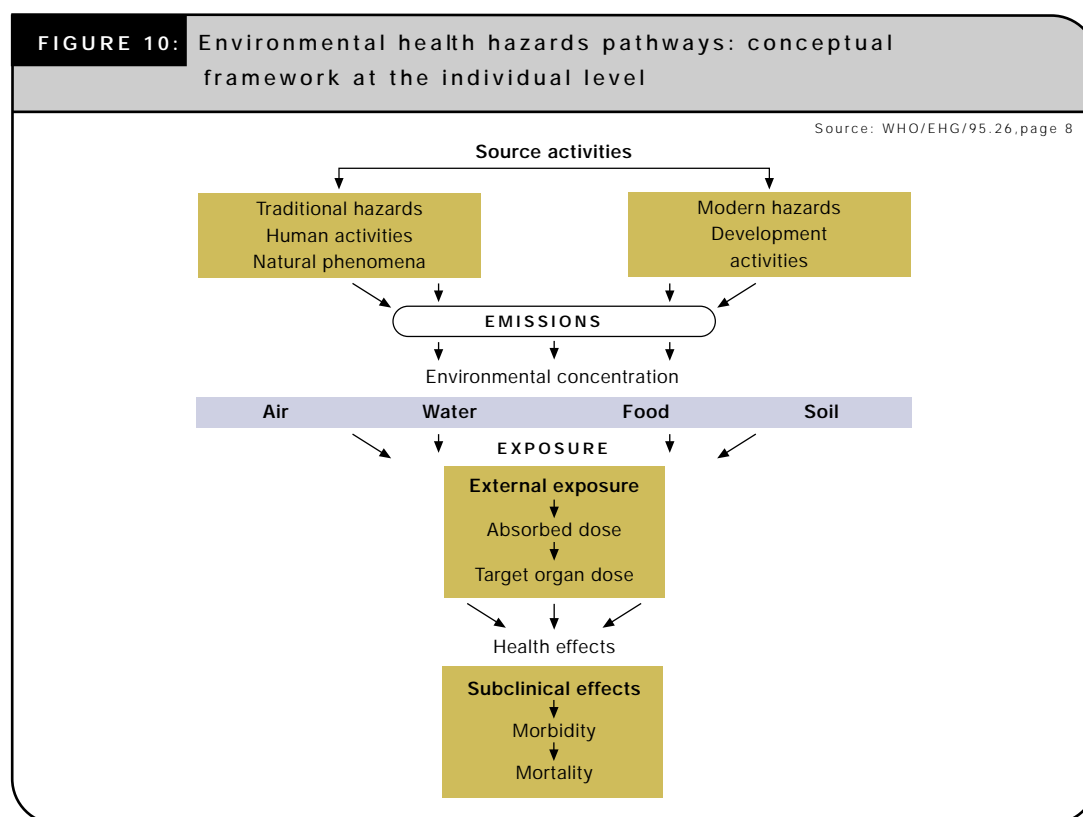 FIGURE 10: Environmental health hazards pathways: conceptual
framework at the individual level
Source: WHO/EHG/95.26,page 8
Source activities
Traditional hazards
Human activities
Natural phenomena
Modern hazards
Development
activities
EMISSIONS
Environmental concentration
Air Water Food Soil
EXPOSURE
External exposure
Absorbed dose
Target organ dose
Health effects
Subclinical effects
Morbidity
Mortality